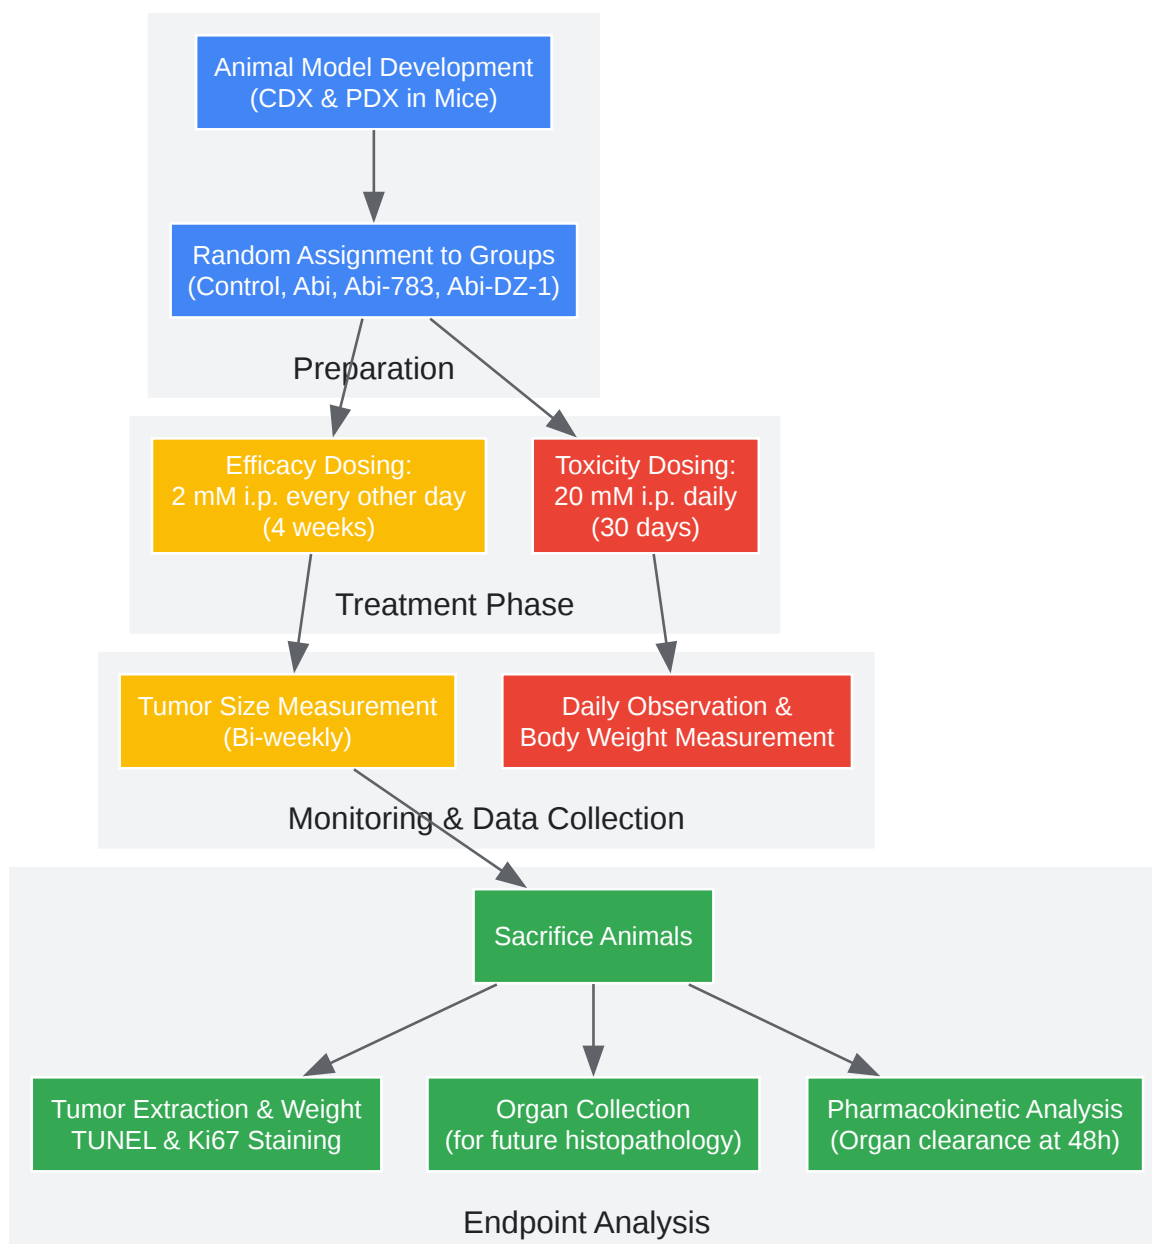 Animal Model Development
(CDX & PDX in Mice)
Random Assignment to Groups
(Control, Abi, Abi-783, Abi-DZ-1)
Preparation
Efficacy Dosing:
2 mM i.p. every other day
(4 weeks)
Toxicity Dosing:
20 mM i.p. daily
(30 days)
Treatment Phase
Tumor Size Measurement
(Bi-weekly)
Daily Observation &
Body Weight Measurement
Monitoring & Data Collection
Sacrifice Animals
Tumor Extraction & Weight
TUNEL & Ki67 Staining
Organ Collection
(for future histopathology)
Pharmacokinetic Analysis
(Organ clearance at 48h)
Endpoint Analysis